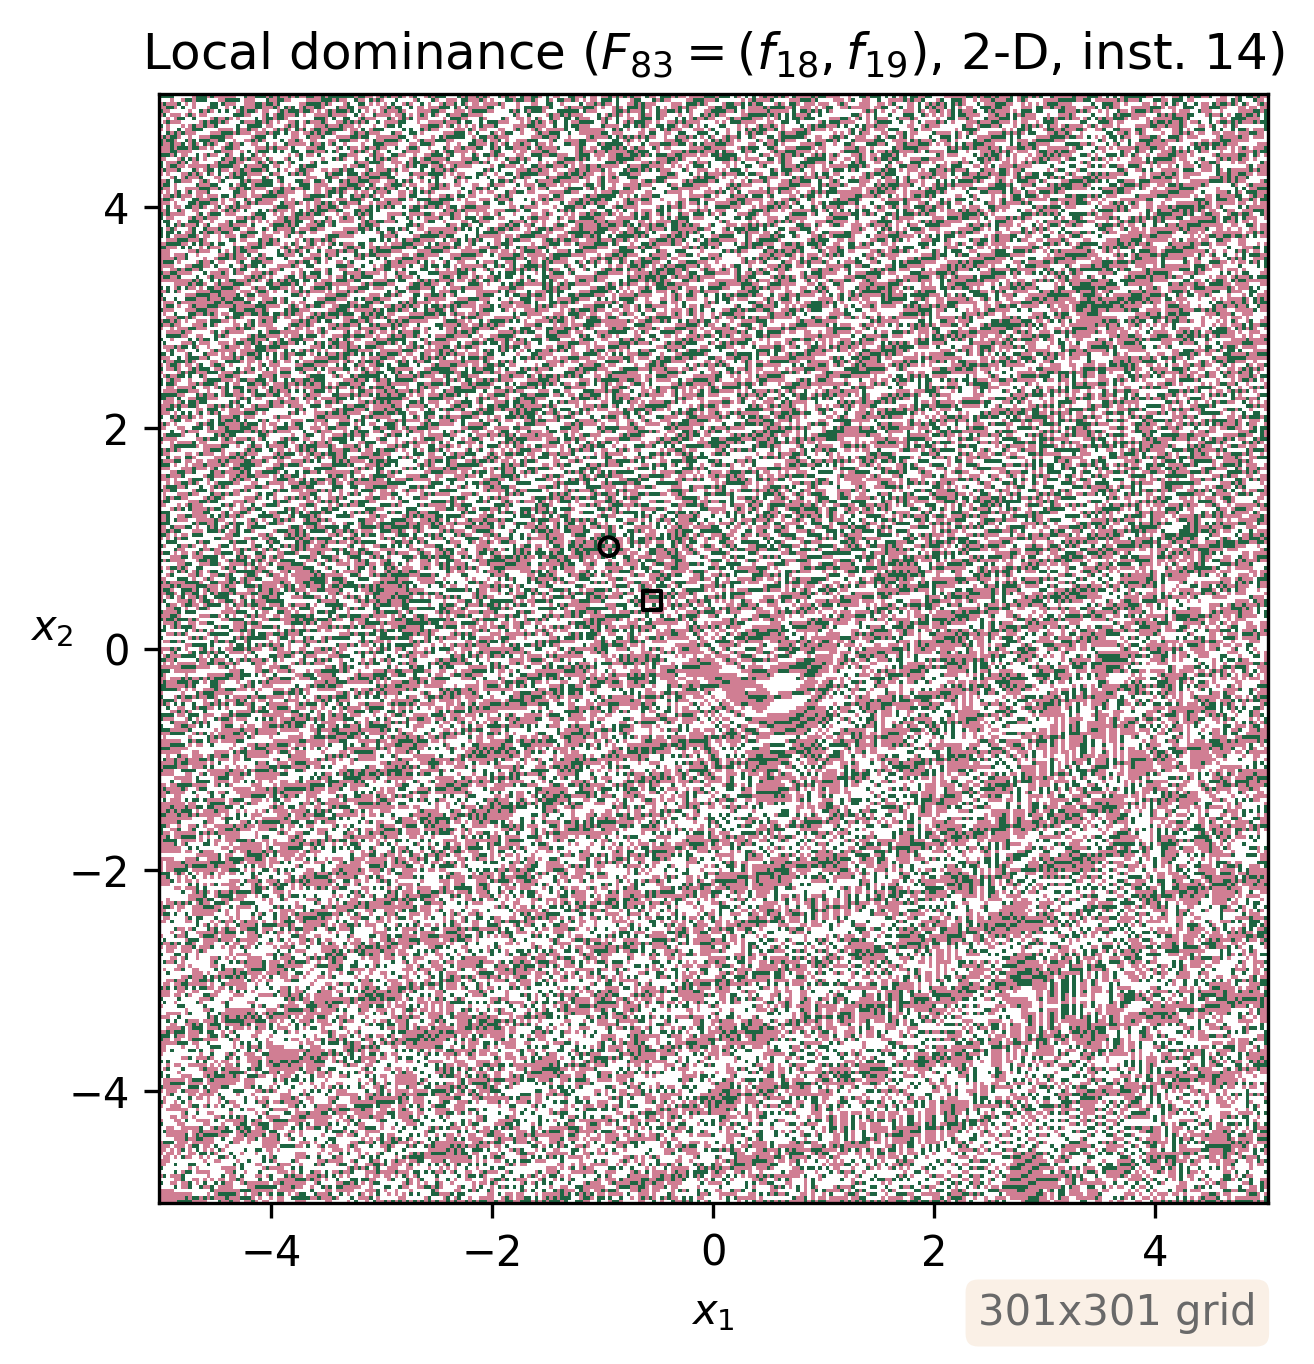 Local dominance (F₈₃ = (f₁₈, f₁₉), 2-D, inst. 14)
4
2
0
−2
−4
x₂
−4 −2 0 2 4
x₁
301x301 grid